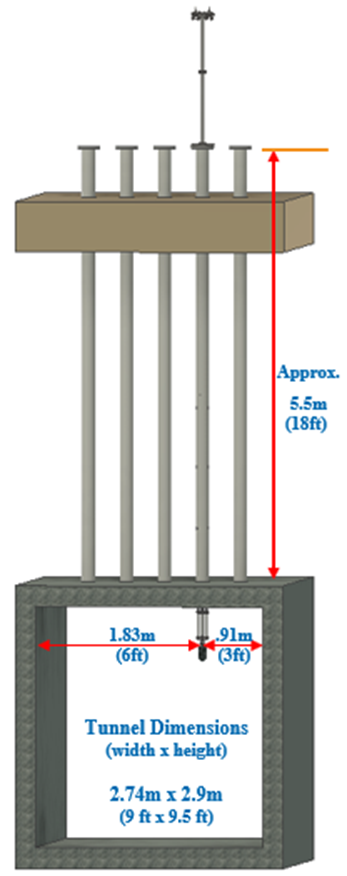 Approx.
5.5m
(18ft)
1.83m
(6ft)
.91m
(3ft)
Tunnel Dimensions
(width x height)
2.74m x 2.9m
(9 ft x 9.5 ft)